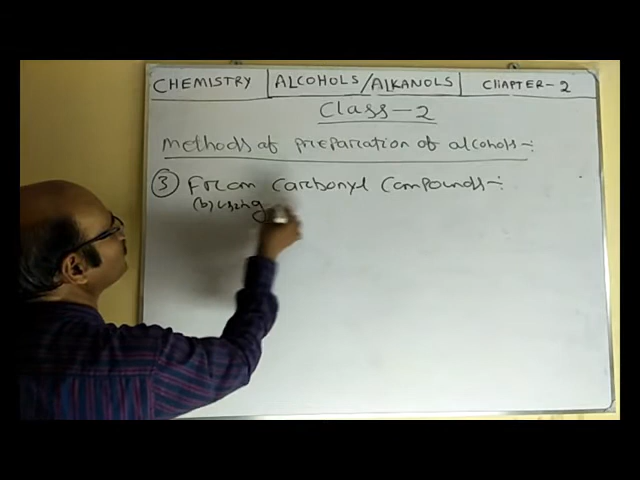 CHEMISTRY ALCOHOLS/ALKANOLS CHAPTER-2
Class-2
Methods of preparation of alcohols-:
③ From Carbonyl Compounds-:
(b) Using